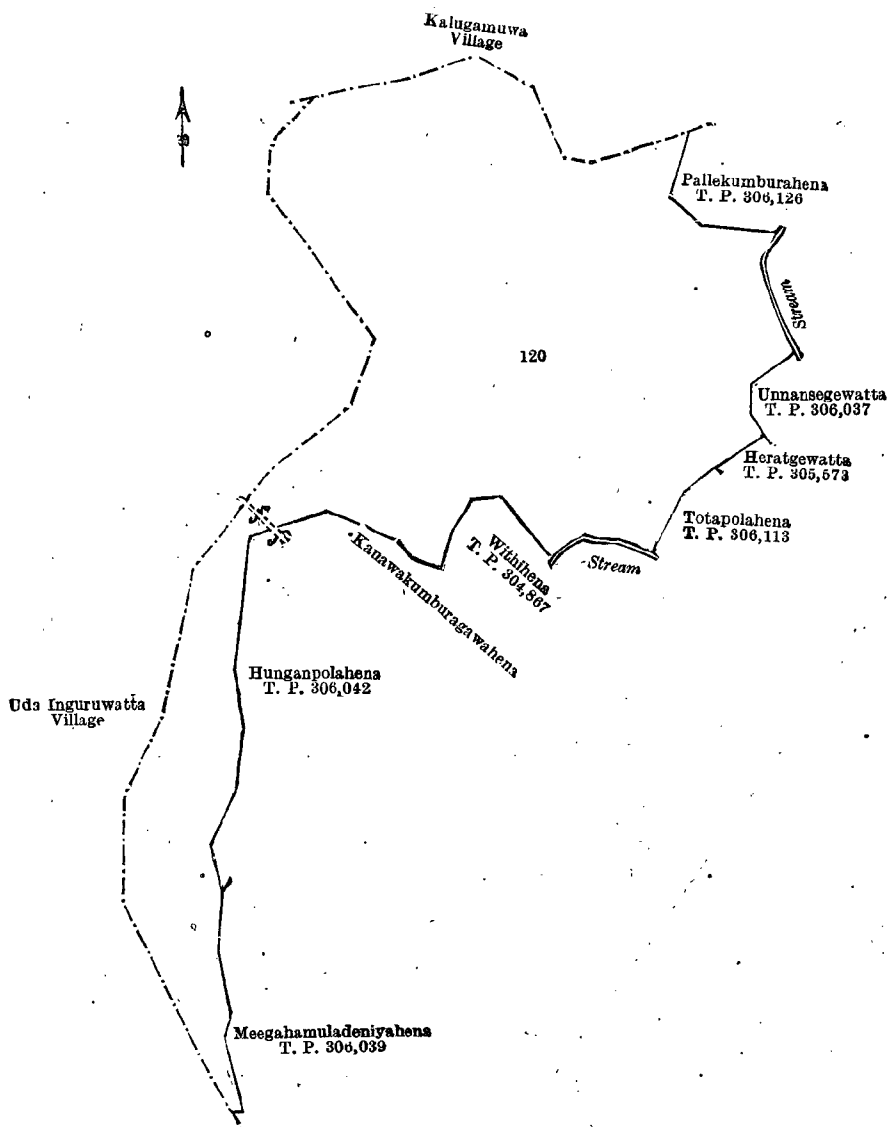 Kalugamuwa
Village
Pallekumburahena
T. P. 306,126
Stream
120
Unnansegewatta
T. P. 306,037
Heratgewatta
T. P. 305,573
Totapolahena
T. P. 306,113
Stream
Withihena
T. P. 304,867
Kanawakumburagawahena
Hunganpolahena
T. P. 306,042
Uda Inguruwatta
Village
Meegahamuladeniyahena
T. P. 306,039